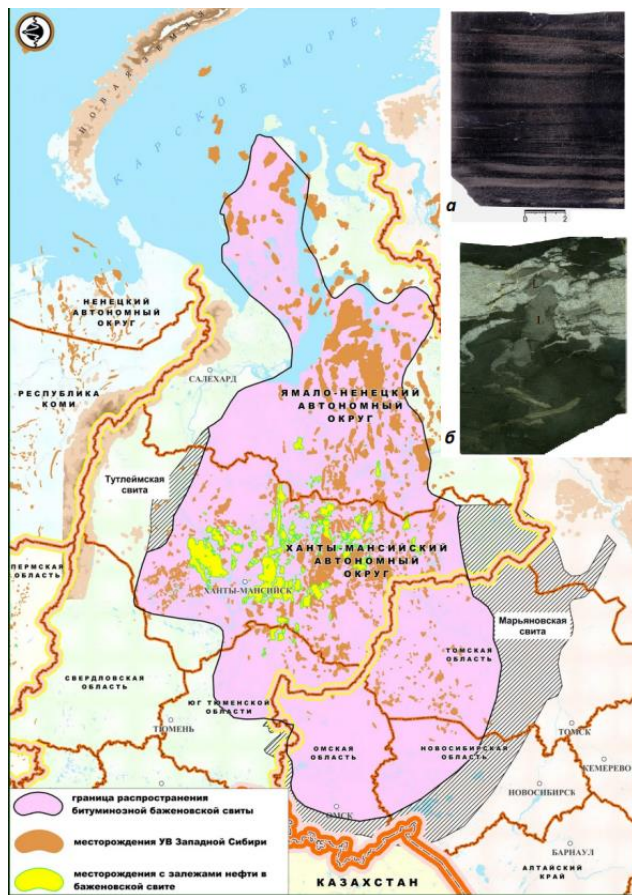 НОВАЯ ЗЕМЛЯ
КАРСКОЕ МОРЕ
а
0 1 2
1
1
б
НЕНЕЦКИЙ
АВТОНОМНЫЙ
ОКРУГ
САЛЕХАРД
РЕСПУБЛИКА
КОМИ
ЯМАЛО-НЕНЕЦКИЙ
АВТОНОМНЫЙ
ОКРУГ
Тутлеймская
свита
ХАНТЫ-МАНСИЙСКИЙ
АВТОНОМНЫЙ
ОКРУГ
ПЕРМСКАЯ
ОБЛАСТЬ
ХАНТЫ-МАНСИЙСК
Марьяновская
свита
ТОМСКАЯ
ОБЛАСТЬ
СВЕРДЛОВСКАЯ
ОБЛАСТЬ
ЮГ ТЮМЕНСКОЙ
ОБЛАСТИ
ТЮМЕНЬ
ОМСКАЯ
ОБЛАСТЬ
НОВОСИБИРСКАЯ
ОБЛАСТЬ
ТОМСК
КЕМЕРОВО
НОВОСИБИРСК
ОМСК
БАРНАУЛ
АЛТАЙСКИЙ
КРАЙ
КАЗАХСТАН
граница распространения
битуминозной баженовской свиты
месторождения УВ Западной Сибири
месторождения с залежами нефти в
баженовской свите